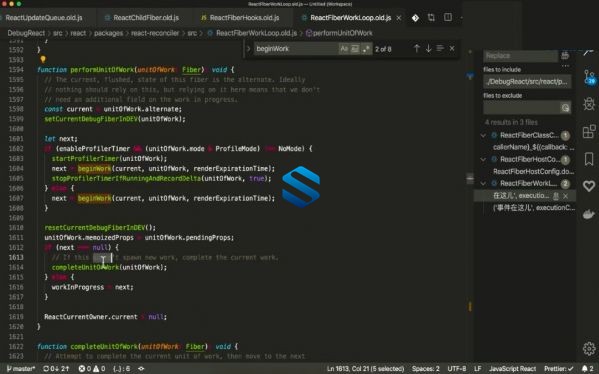 ReactFiberWorkLoop.old.js — Untitled (Workspace)
ReactUpdateQueue.old.js
ReactChildFiber.old.js
ReactFiberHooks.old.js
ReactFiberWorkLoop.old.js
DebugReact › src › react › packages › react-reconciler › src › ReactFiberWorkLoop.old.js › performUnitOfWork
beginWork
2 of 8
1592 }
1593
1594 function performUnitOfWork(unitOfWork: Fiber): void {
1595 // The current, flushed, state of this fiber is the alternate. Ideally
1596 // nothing should rely on this, but relying on it here means that we don't
1597 // need an additional field on the work in progress.
1598 const current = unitOfWork.alternate;
1599 setCurrentDebugFiberInDEV(unitOfWork);
1600
1601 let next;
1602 if (enableProfilerTimer && (unitOfWork.mode & ProfileMode) !== NoMode) {
1603 startProfilerTimer(unitOfWork);
1604 next = beginWork(current, unitOfWork, renderExpirationTime);
1605 stopProfilerTimerIfRunningAndRecordDelta(unitOfWork, true);
1606 } else {
1607 next = beginWork(current, unitOfWork, renderExpirationTime);
1608 }
1609
1610 resetCurrentDebugFiberInDEV();
1611 unitOfWork.memoizedProps = unitOfWork.pendingProps;
1612 if (next === null) {
1613 // If this spawn new work, complete the current work.
1614 completeUnitOfWork(unitOfWork);
1615 } else {
1616 workInProgress = next;
1617 }
1618
1619 ReactCurrentOwner.current = null;
1620 }
1621
1622 function completeUnitOfWork(unitOfWork: Fiber): void {
1623 // Attempt to complete the current unit of work, then move to the next
Replace
files to include
./DebugReact/src/react/p...
files to exclude
4 results in 3 files
ReactFiberClassC... 1
callerName}_${(callback:
ReactFiberHostCo... 1
ReactFiberHostConfig.do...
ReactFiberWorkL... 2
在这儿', execution
('事件在这儿', executionC...
master*
0↓ 2↑
0
0
{..}: 6
Ln 1613, Col 21 (5 selected)
Spaces: 2
UTF-8
LF
JavaScript React
Prettier: ✓
2